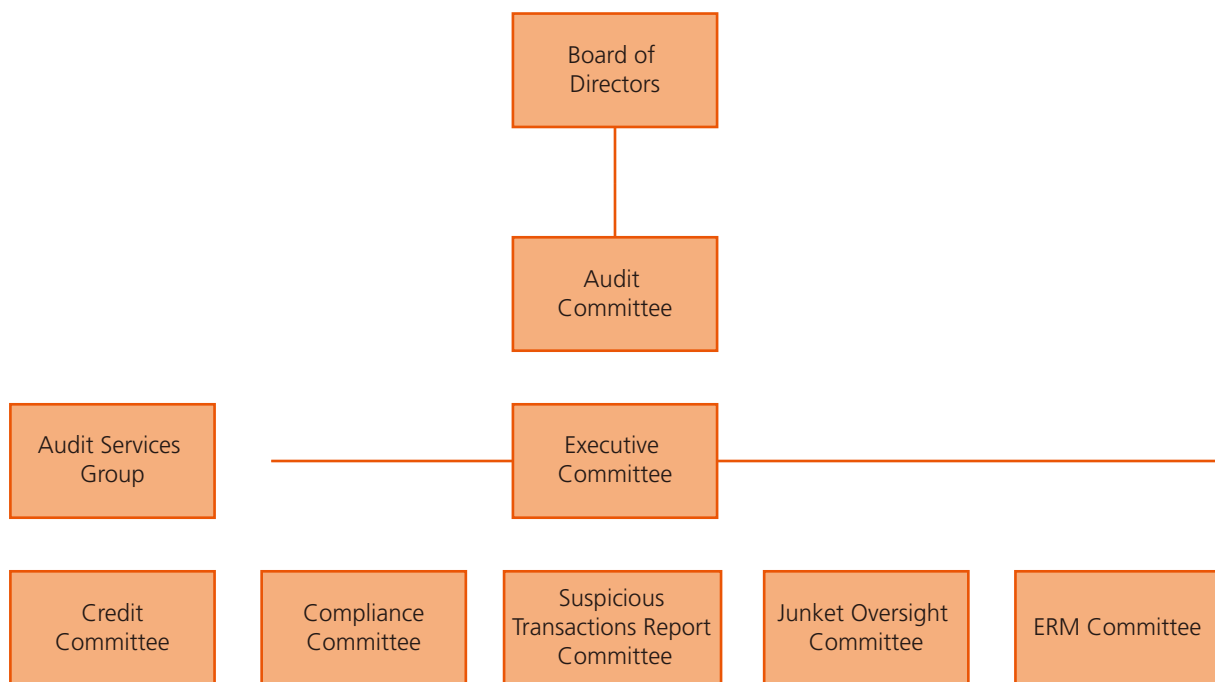 Board of
Directors
Audit
Committee
Audit Services
Group
Executive
Committee
Credit
Committee
Compliance
Committee
Suspicious
Transactions Report
Committee
Junket Oversight
Committee
ERM Committee